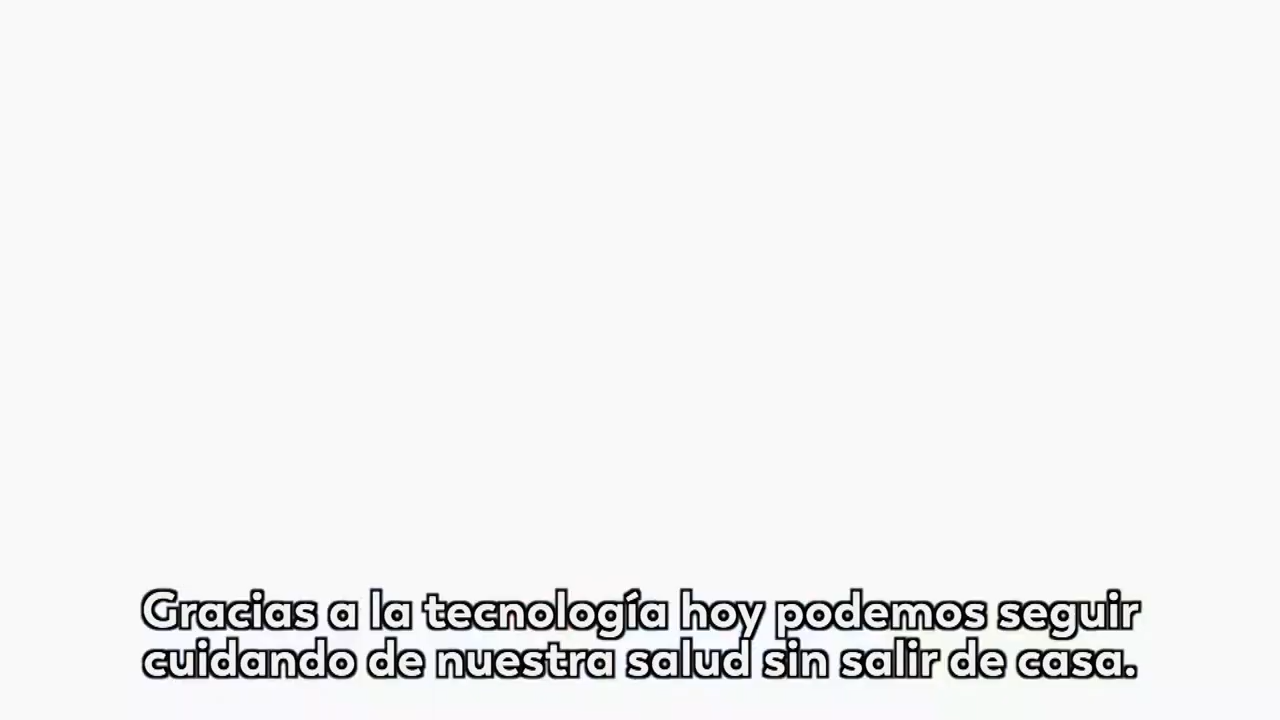 Gracias a la tecnología hoy podemos seguir
cuidando de nuestra salud sin salir de casa.